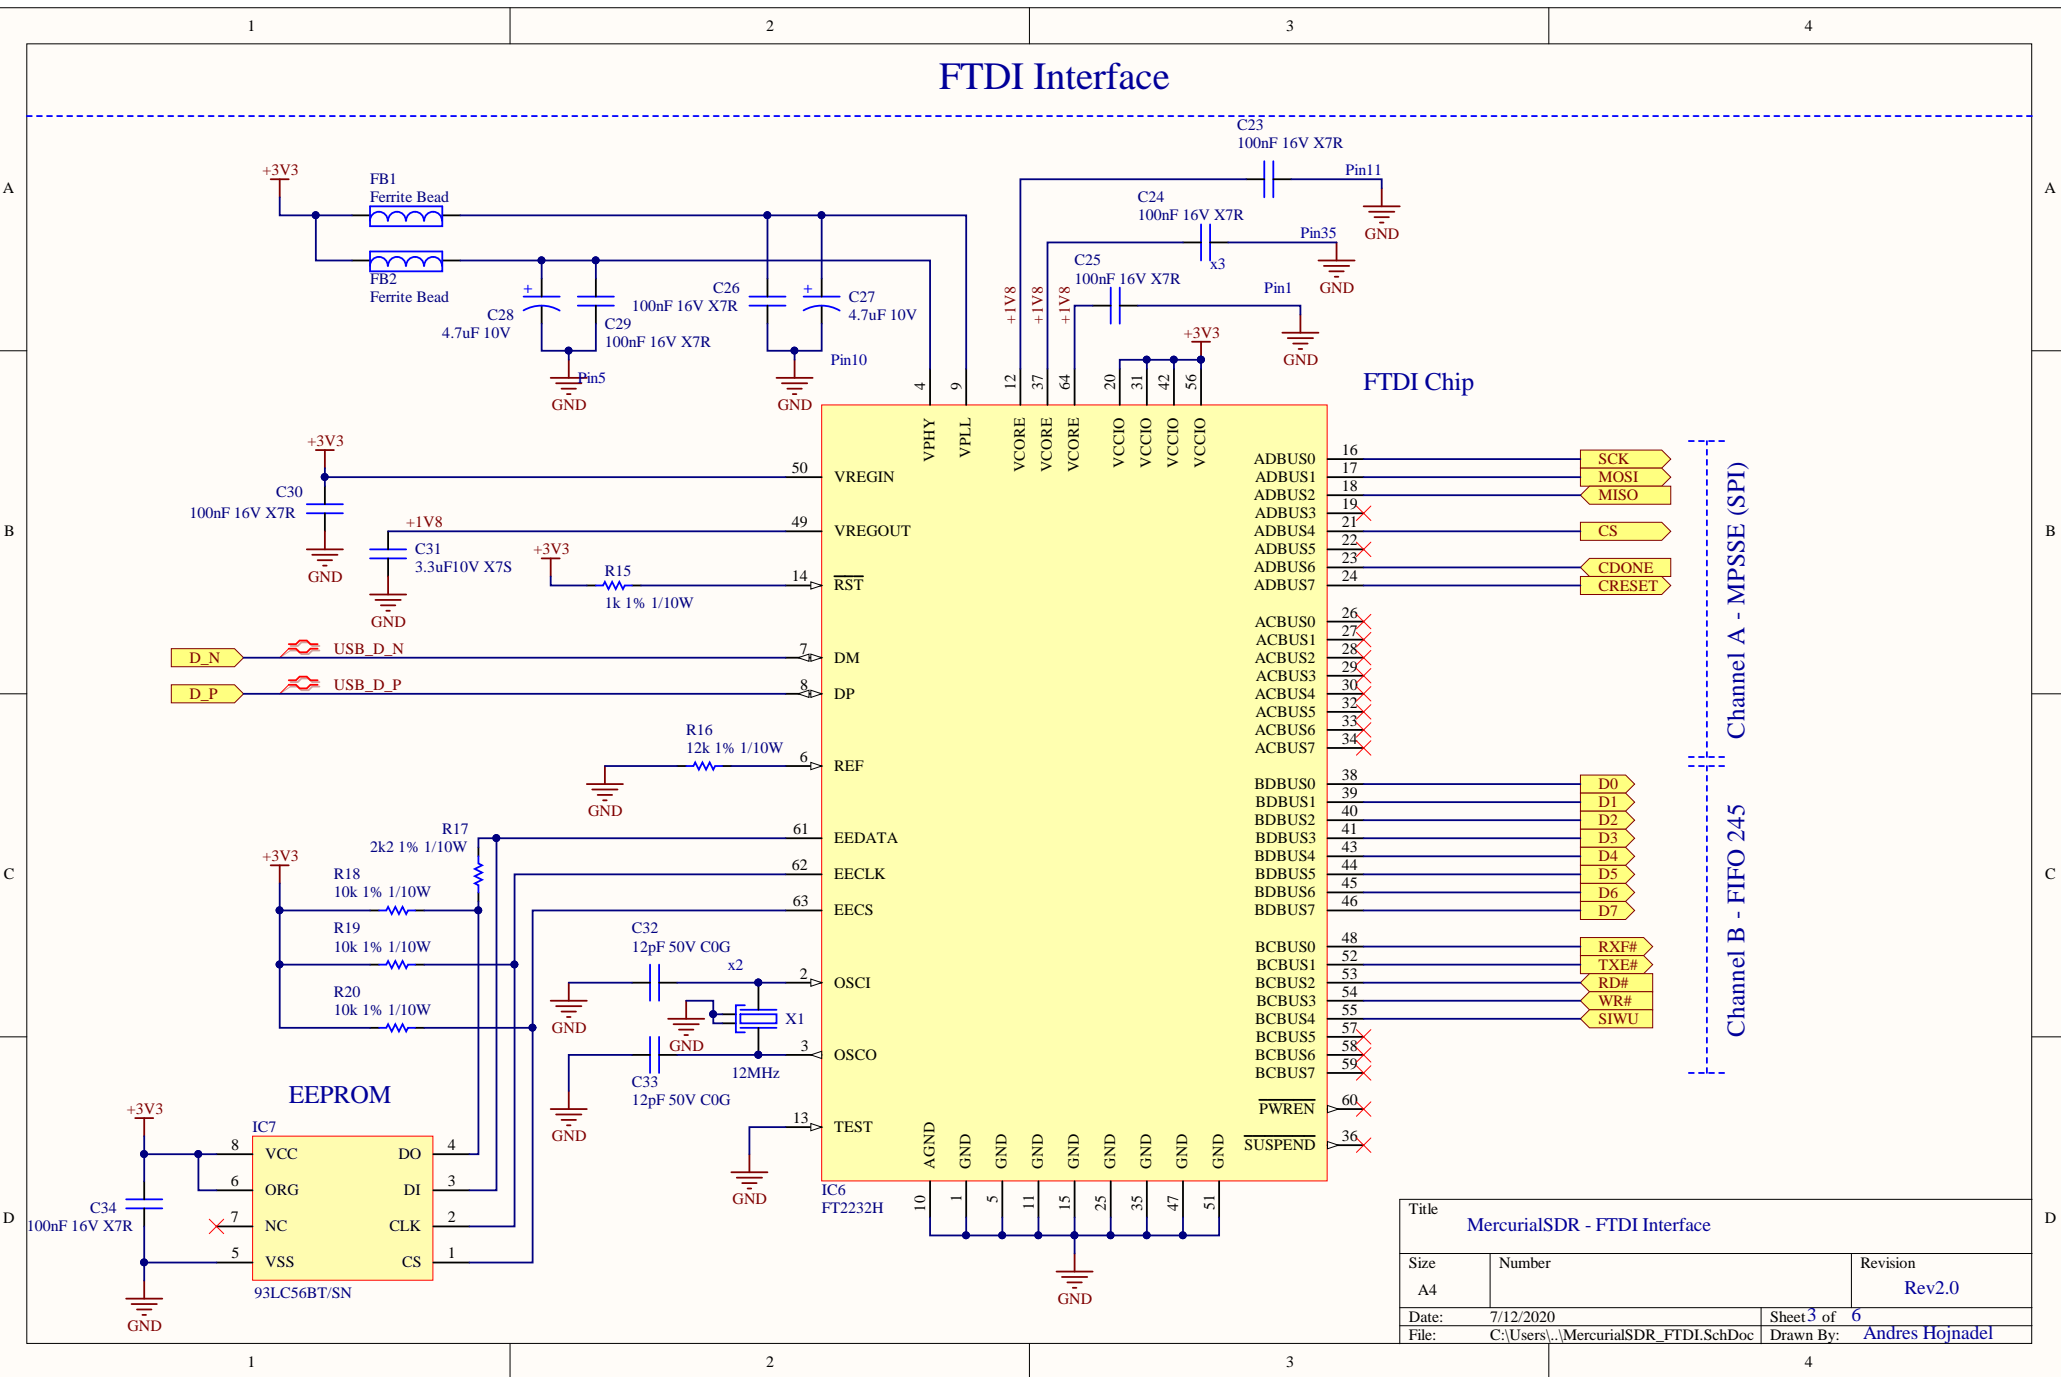 1 2 3 4
FTDI Interface
A A
B B
C C
D D
+3V3
FB1
Ferrite Bead
FB2
Ferrite Bead
C28
4.7uF 10V
C29
100nF 16V X7R
C26
100nF 16V X7R
C27
4.7uF 10V
+
+
Pin5
GND
Pin10
GND
C23
100nF 16V X7R
Pin11
GND
C24
100nF 16V X7R
x3
Pin35
GND
C25
100nF 16V X7R
Pin1
GND
+1V8
+1V8
+1V8
+3V3
FTDI Chip
4 VPHY
9 VPLL
12 VCORE
37 VCORE
64 VCORE
20 VCCIO
31 VCCIO
42 VCCIO
56 VCCIO
+3V3
50 VREGIN
C30
100nF 16V X7R
GND
+1V8
49 VREGOUT
C31
3.3uF10V X7S
GND
+3V3
R15
1k 1% 1/10W
14 RST
D_N USB_D_N 7 DM
D_P USB_D_P 8 DP
R16
12k 1% 1/10W
6 REF
GND
R17
2k2 1% 1/10W
61 EEDATA
62 EECLK
63 EECS
+3V3
R18
10k 1% 1/10W
R19
10k 1% 1/10W
R20
10k 1% 1/10W
C32
12pF 50V C0G
x2
2 OSCI
GND
GND
X1
12MHz
3 OSCO
C33
12pF 50V C0G
GND
13 TEST
GND
ADBUS0 16 SCK
ADBUS1 17 MOSI
ADBUS2 18 MISO
ADBUS3 19
ADBUS4 21 CS
ADBUS5 22
ADBUS6 23 CDONE
ADBUS7 24 CRESET
ACBUS0 26
ACBUS1 27
ACBUS2 28
ACBUS3 29
ACBUS4 30
ACBUS5 32
ACBUS6 33
ACBUS7 34
Channel A - MPSSE (SPI)
BDBUS0 38 D0
BDBUS1 39 D1
BDBUS2 40 D2
BDBUS3 41 D3
BDBUS4 43 D4
BDBUS5 44 D5
BDBUS6 45 D6
BDBUS7 46 D7
BCBUS0 48 RXF#
BCBUS1 52 TXE#
BCBUS2 53 RD#
BCBUS3 54 WR#
BCBUS4 55 SIWU
BCBUS5 57
BCBUS6 58
BCBUS7 59
Channel B - FIFO 245
PWREN 60
SUSPEND 36
AGND 10
GND 1
GND 5
GND 11
GND 15
GND 25
GND 35
GND 47
GND 51
IC6
FT2232H
GND
EEPROM
+3V3
IC7
8 VCC DO 4
6 ORG DI 3
7 NC CLK 2
5 VSS CS 1
93LC56BT/SN
C34
100nF 16V X7R
GND
Title
MercurialSDR - FTDI Interface
Size Number Revision
A4 Rev2.0
Date: 7/12/2020 Sheet 3 of 6
File: C:\Users\..\MercurialSDR_FTDI.SchDoc Drawn By: Andres Hojnadel
1 2 3 4